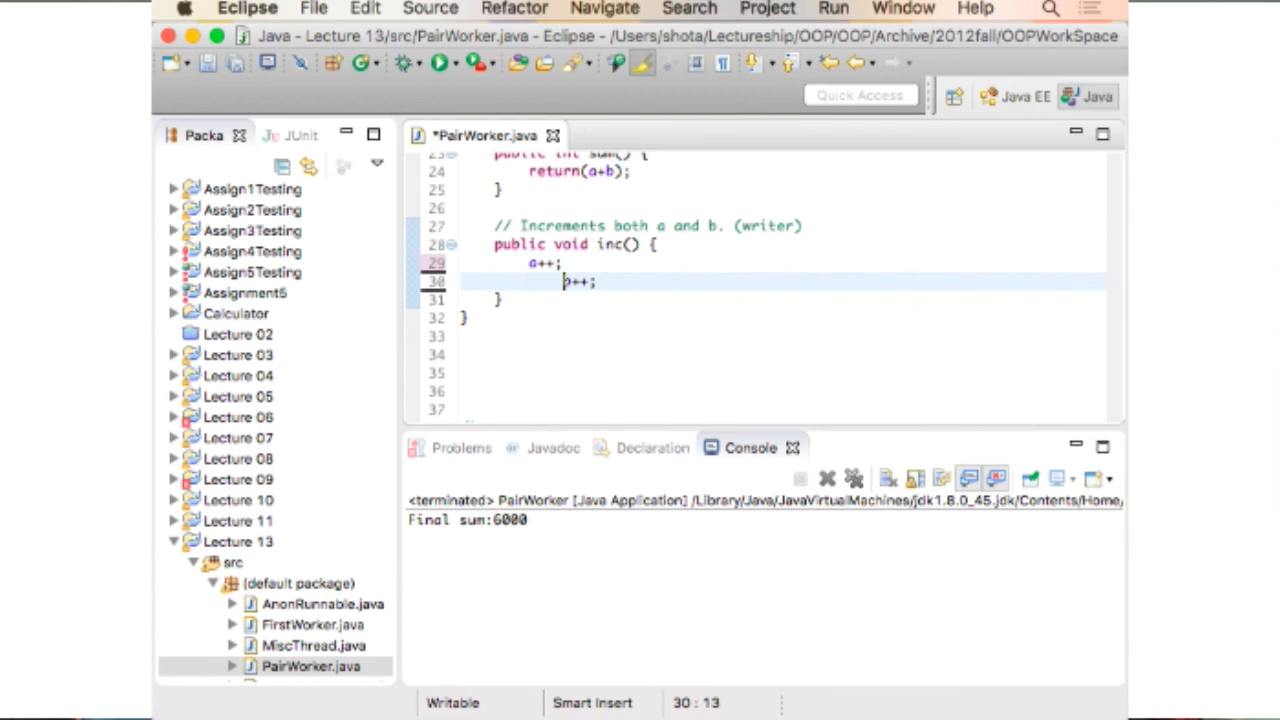 Eclipse File Edit Source Refactor Navigate Search Project Run Window Help
Java - Lecture 13/src/PairWorker.java - Eclipse - /Users/shota/Lectureship/OOP/OOP/Archive/2012fall/OOPWorkSpace
Quick Access
Java EE
Java
Packa
JUnit
Assign1Testing
Assign2Testing
Assign3Testing
Assign4Testing
Assign5Testing
Assignment5
Calculator
Lecture 02
Lecture 03
Lecture 04
Lecture 05
Lecture 06
Lecture 07
Lecture 08
Lecture 09
Lecture 10
Lecture 11
Lecture 13
src
(default package)
AnonRunnable.java
FirstWorker.java
MiscThread.java
PairWorker.java
*PairWorker.java
23 public int sum() {
24 return(a+b);
25 }
26
27 // Increments both a and b. (writer)
28 public void inc() {
29 a++;
30 b++;
31 }
32 }
33
34
35
36
37
Problems Javadoc Declaration Console
<terminated> PairWorker [Java Application] /Library/Java/JavaVirtualMachines/jdk1.8.0_45.jdk/Contents/Home/
Final sum:6000
Writable Smart Insert 30 : 13